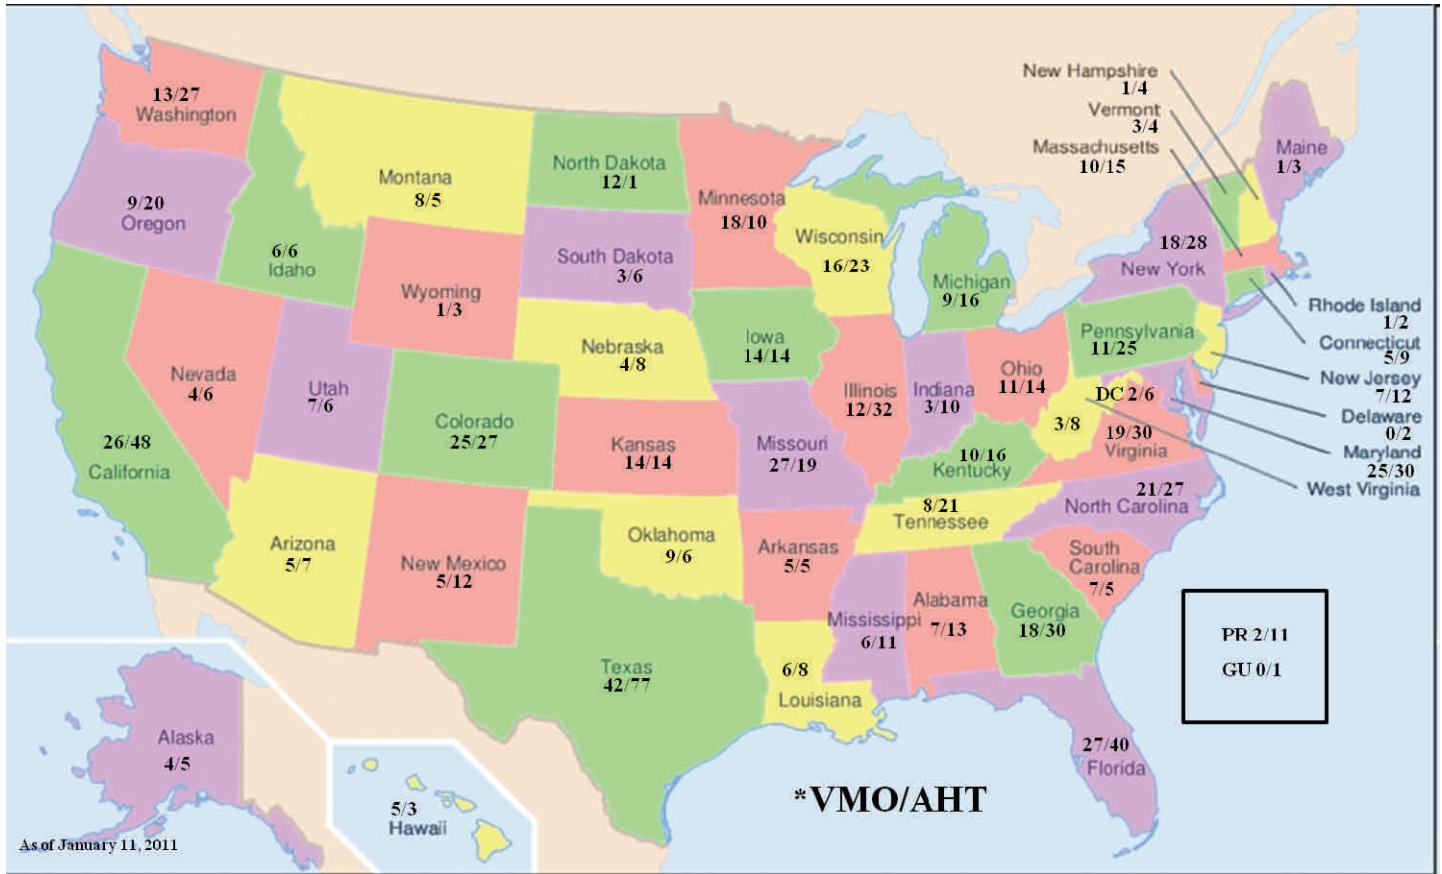 New Hampshire
1/4
Vermont
3/4
Massachusetts
10/15
13/27
Washington
Maine
1/3
North Dakota
12/1
Montana
8/5
Minnesota
18/10
9/20
Oregon
6/6
Idaho
South Dakota
3/6
Wisconsin
16/23
18/28
New York
Wyoming
1/3
Michigan
9/16
Rhode Island
1/2
Connecticut
5/9
New Jersey
7/12
Delaware
0/2
Maryland
25/30
West Virginia
Pennsylvania
11/25
Iowa
14/14
Nebraska
4/8
Nevada
4/6
Utah
7/6
Ohio
11/14
Illinois
12/32
Indiana
3/10
DC 2/6
3/8
19/30
Virginia
Colorado
25/27
26/48
California
Kansas
14/14
Missouri
27/19
10/16
Kentucky
21/27
North Carolina
8/21
Tennessee
Arizona
5/7
New Mexico
5/12
Oklahoma
9/6
Arkansas
5/5
South
Carolina
7/5
Mississippi
6/11
Alabama
7/13
Georgia
18/30
PR 2/11
GU 0/1
Texas
42/77
6/8
Louisiana
27/40
Florida
Alaska
4/5
5/3
Hawaii
*VMO/AHT
As of January 11, 2011